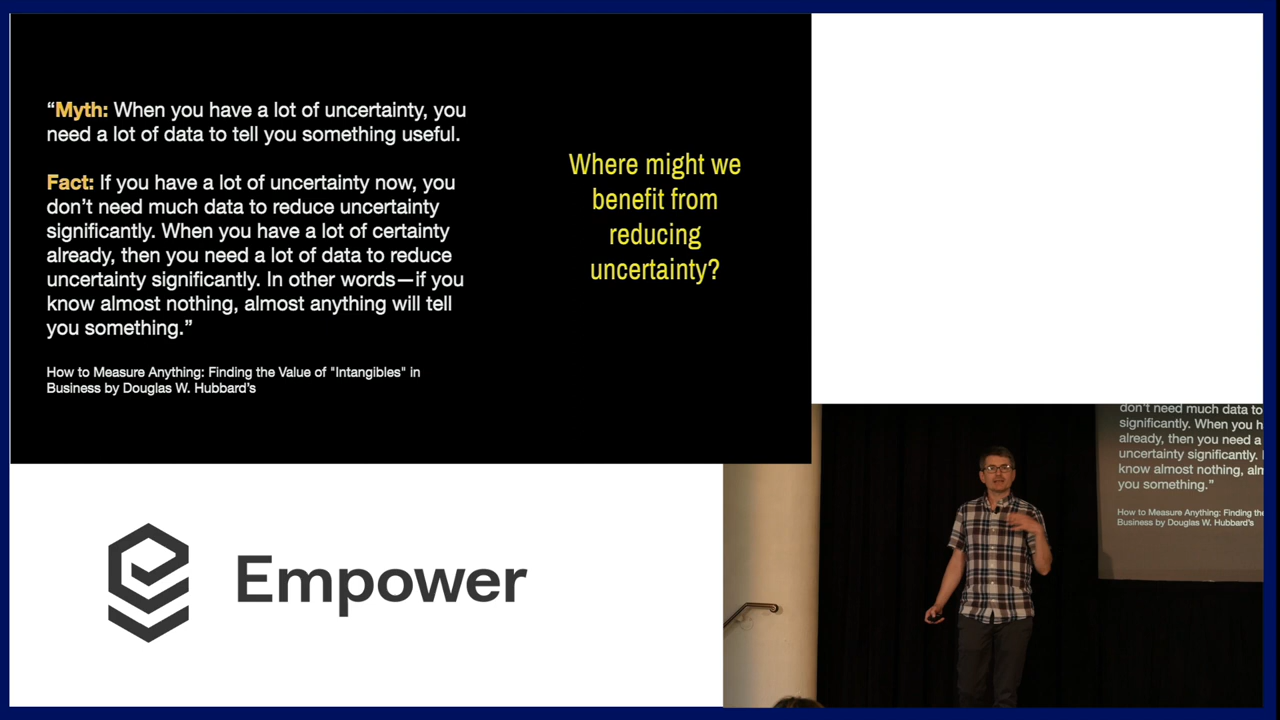 “Myth: When you have a lot of uncertainty, you
need a lot of data to tell you something useful.
Fact: If you have a lot of uncertainty now, you
don’t need much data to reduce uncertainty
significantly. When you have a lot of certainty
already, then you need a lot of data to reduce
uncertainty significantly. In other words—if you
know almost nothing, almost anything will tell
you something.”
How to Measure Anything: Finding the Value of "Intangibles" in
Business by Douglas W. Hubbard’s
Where might we
benefit from
reducing
uncertainty?
Empower
don’t need much data to
significantly. When you h
already, then you need a
uncertainty significantly.
know almost nothing, alm
you something.”
How to Measure Anything: Finding the
Business by Douglas W. Hubbard’s